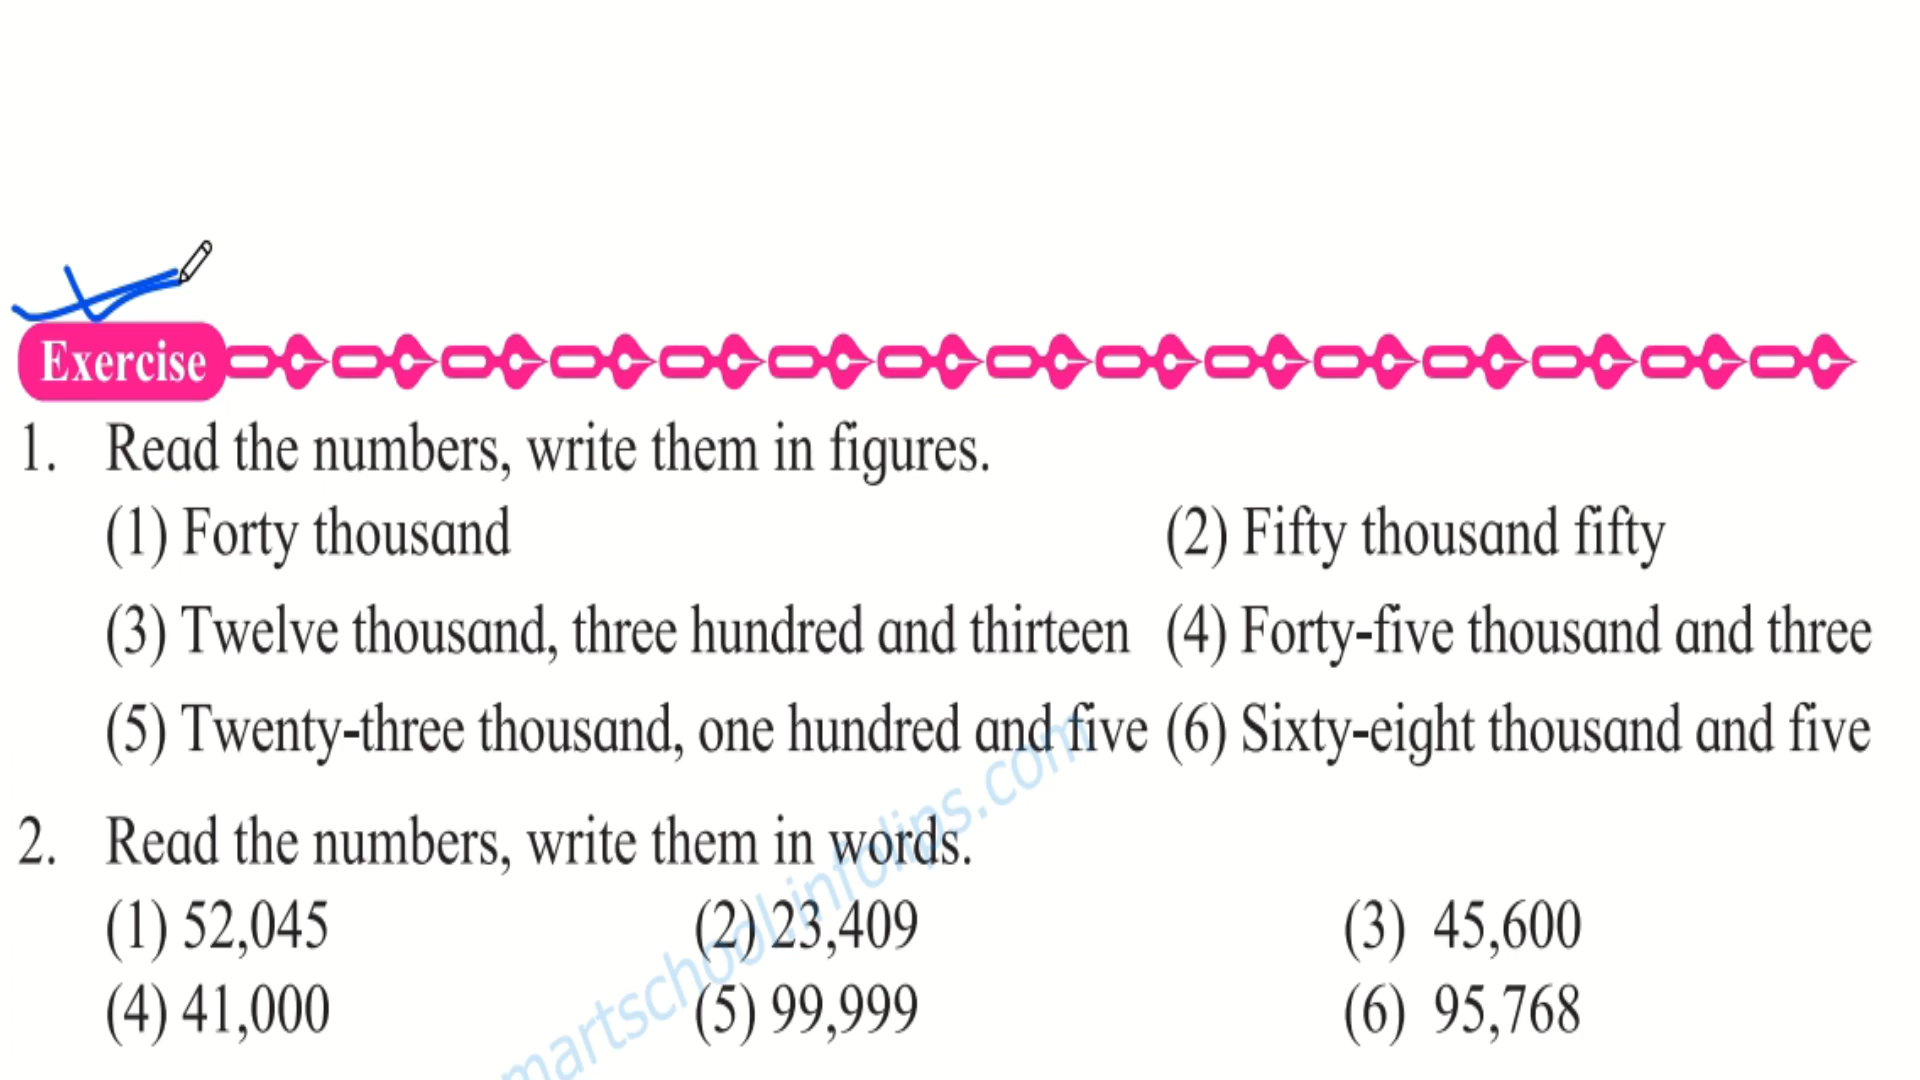 Exercise
1. Read the numbers, write them in figures.
(1) Forty thousand (2) Fifty thousand fifty
(3) Twelve thousand, three hundred and thirteen (4) Forty-five thousand and three
(5) Twenty-three thousand, one hundred and five (6) Sixty-eight thousand and five
2. Read the numbers, write them in words.
(1) 52,045 (2) 23,409 (3) 45,600
(4) 41,000 (5) 99,999 (6) 95,768
martschool.infolips.com